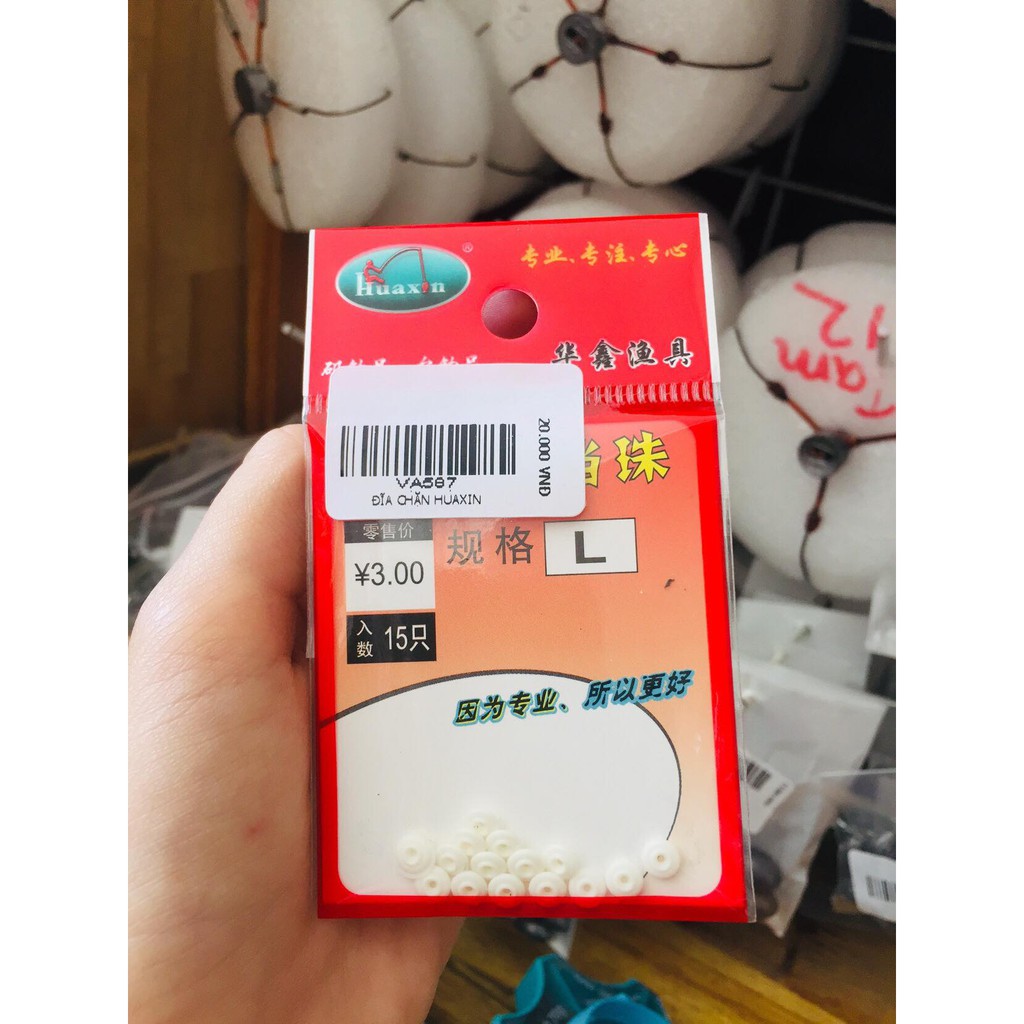 Huaxin ®
专业、专注、专心
华鑫渔具
VA587
ĐĨA CHẶN HUAXIN
20.000 VNĐ
珠
零售价
¥3.00
规格 L
入数 15只
因为专业、所以更好
Tam
12